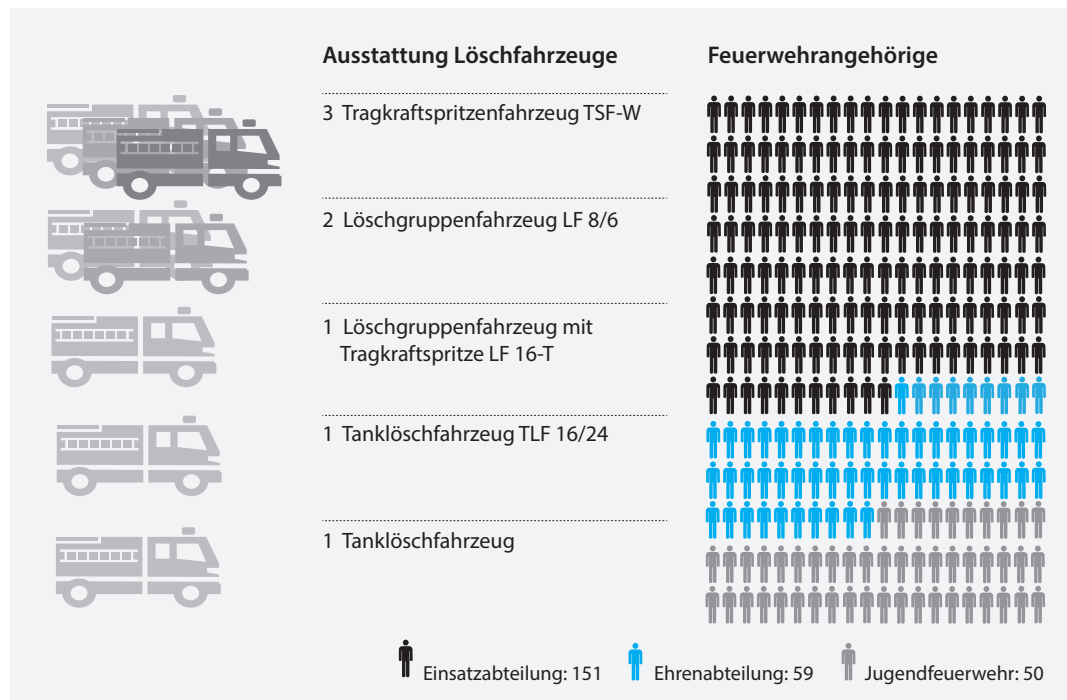 Ausstattung Löschfahrzeuge
3 Tragkraftspritzenfahrzeug TSF-W
2 Löschgruppenfahrzeug LF 8/6
1 Löschgruppenfahrzeug mit
Tragkraftspritze LF 16-T
1 Tanklöschfahrzeug TLF 16/24
1 Tanklöschfahrzeug
Feuerwehrangehörige
Einsatzabteilung: 151
Ehrenabteilung: 59
Jugendfeuerwehr: 50